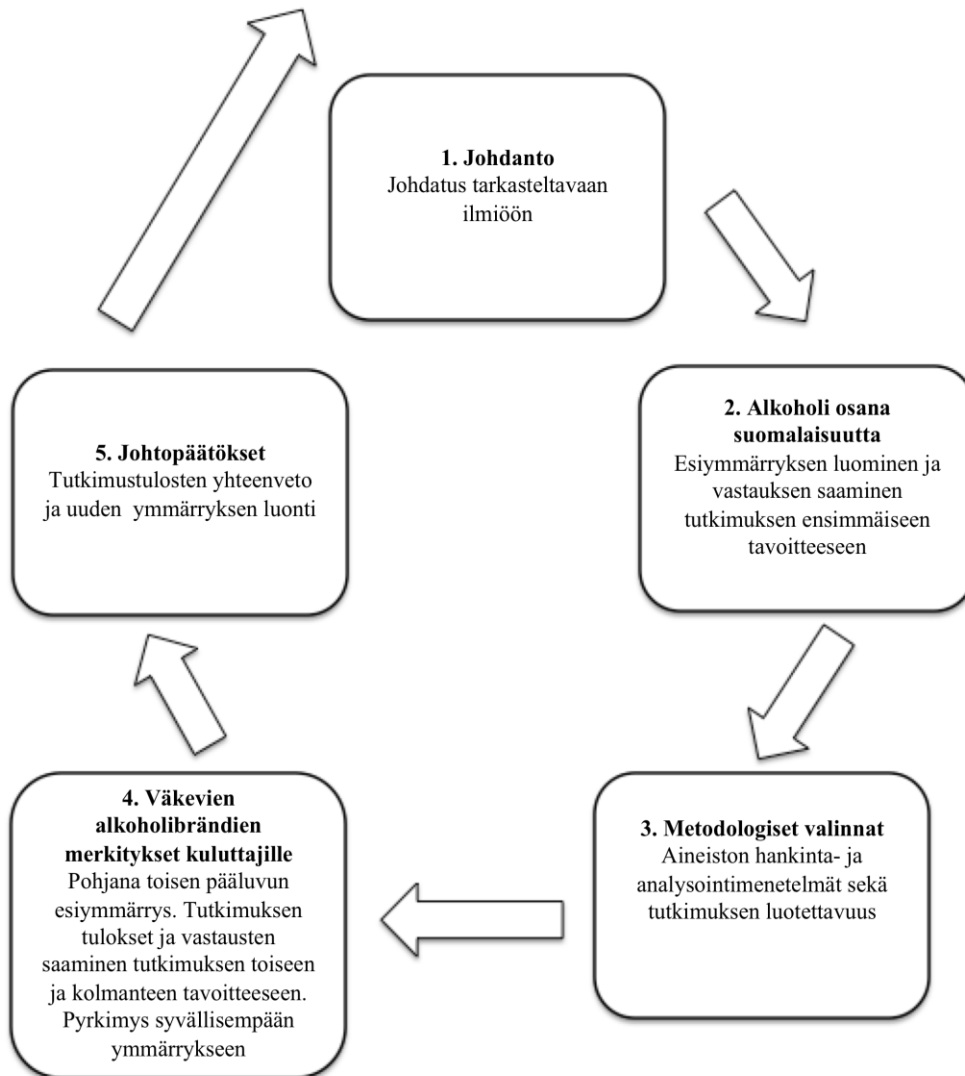 1. Johdanto
Johdatus tarkasteltavaan
ilmiöön
2. Alkoholi osana
suomalaisuutta
Esiymmärryksen luominen ja
vastauksen saaminen
tutkimuksen ensimmäiseen
tavoitteeseen
3. Metodologiset valinnat
Aineiston hankinta- ja
analysointimenetelmät sekä
tutkimuksen luotettavuus
4. Väkevien
alkoholibrändien
merkitykset kuluttajille
Pohjana toisen pääluvun
esiymmärrys. Tutkimuksen
tulokset ja vastausten
saaminen tutkimuksen toiseen
ja kolmanteen tavoitteeseen.
Pyrkimys syvällisempään
ymmärrykseen
5. Johtopäätökset
Tutkimustulosten yhteenveto
ja uuden ymmärryksen luonti